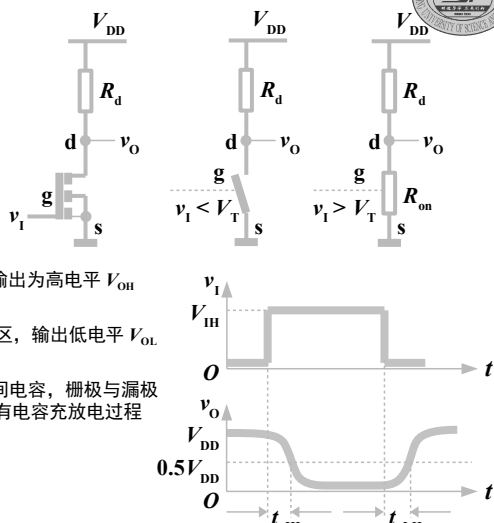 V_DD V_DD V_DD
R_d R_d R_d
d v_O d v_O d v_O
g g g
v_I v_I < V_T v_I > V_T R_on
s s s
输出为高电平 V_OH
区，输出低电平 V_OL
间电容，栅极与漏极
有电容充放电过程
v_I
V_IH
O t
v_O
V_DD
0.5V_DD
O t
t t